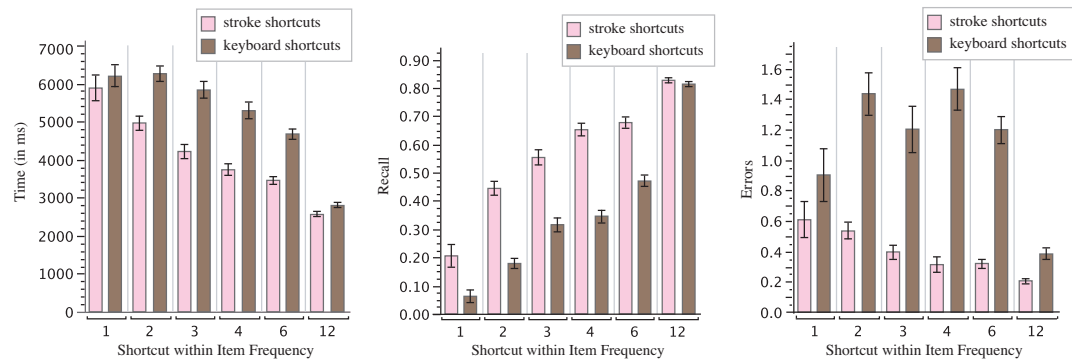 stroke shortcuts
keyboard shortcuts
7000
6000
5000
4000
3000
2000
1000
0
Time (in ms)
1 2 3 4 6 12
Shortcut within Item Frequency
stroke shortcuts
keyboard shortcuts
0.90
0.80
0.70
0.60
0.50
0.40
0.30
0.20
0.10
0.00
Recall
1 2 3 4 6 12
Shortcut within Item Frequency
stroke shortcuts
keyboard shortcuts
1.6
1.4
1.2
1.0
0.8
0.6
0.4
0.2
0.0
Errors
1 2 3 4 6 12
Shortcut within Item Frequency